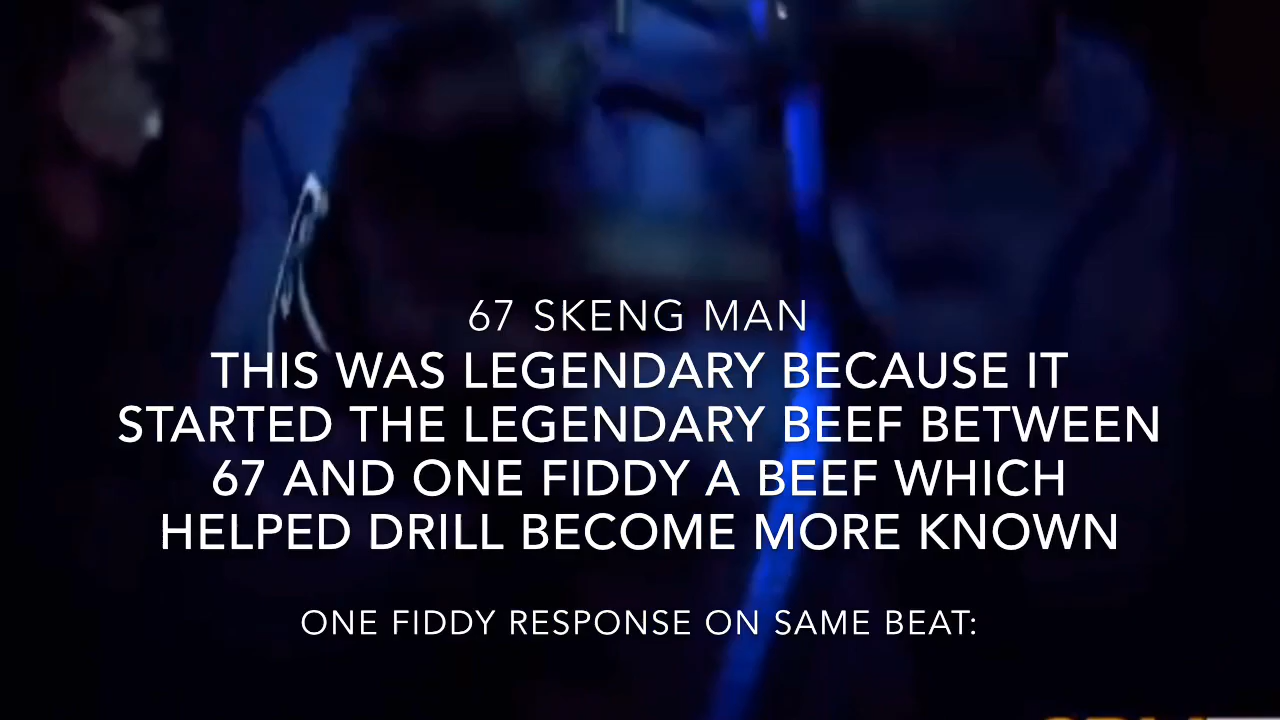 67 SKENG MAN
THIS WAS LEGENDARY BECAUSE IT
STARTED THE LEGENDARY BEEF BETWEEN
67 AND ONE FIDDY A BEEF WHICH
HELPED DRILL BECOME MORE KNOWN
ONE FIDDY RESPONSE ON SAME BEAT: